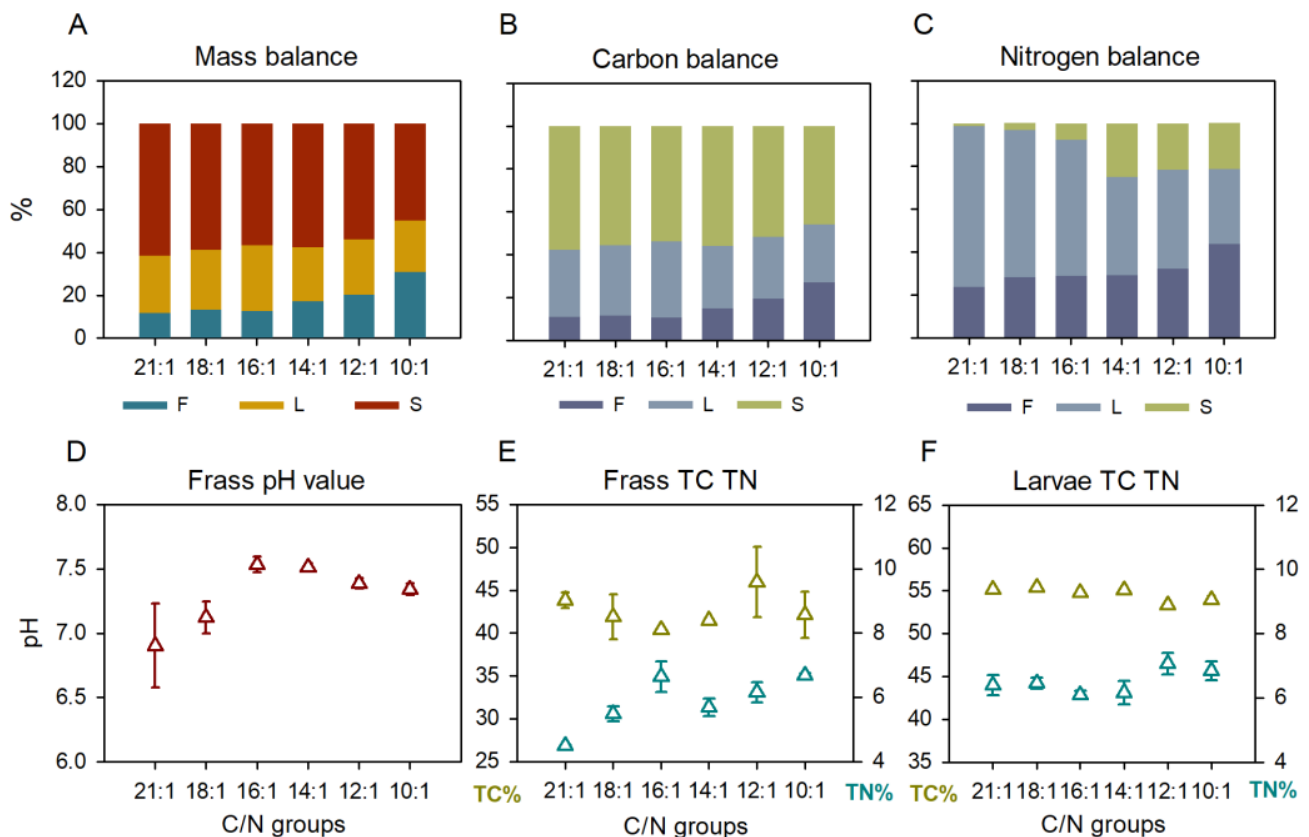 A
B
C
Mass balance
Carbon balance
Nitrogen balance
120
100
80
60
40
20
0
%
21:1 18:1 16:1 14:1 12:1 10:1
21:1 18:1 16:1 14:1 12:1 10:1
21:1 18:1 16:1 14:1 12:1 10:1
F L S
F L S
F L S
D
E
F
Frass pH value
Frass TC TN
Larvae TC TN
8.0
7.5
7.0
6.5
6.0
pH
55
50
45
40
35
30
25
12
10
8
6
4
65
60
55
50
45
40
35
12
10
8
6
4
21:1 18:1 16:1 14:1 12:1 10:1
TC% 21:1 18:1 16:1 14:1 12:1 10:1 TN%
TC% 21:1 18:1 16:1 14:1 12:1 10:1 TN%
C/N groups
C/N groups
C/N groups